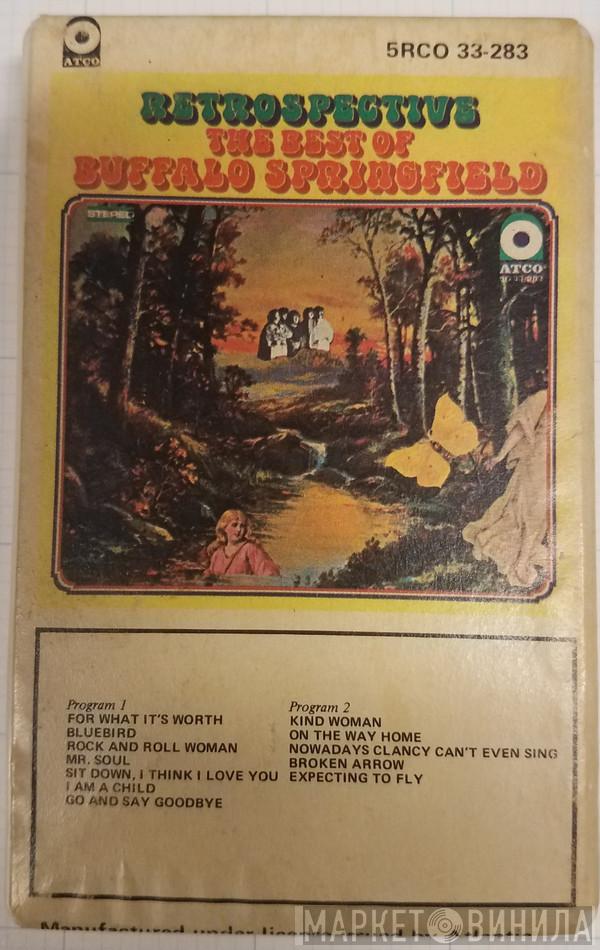 ATCO
5RCO 33-283
RETROSPECTIVE
THE BEST OF
BUFFALO SPRINGFIELD
STEREO
ATCO
Program 1
FOR WHAT IT'S WORTH
BLUEBIRD
ROCK AND ROLL WOMAN
MR. SOUL
SIT DOWN, I THINK I LOVE YOU
I AM A CHILD
GO AND SAY GOODBYE
Program 2
KIND WOMAN
ON THE WAY HOME
NOWADAYS CLANCY CAN'T EVEN SING
BROKEN ARROW
EXPECTING TO FLY
Manufactured under
МАРКЕТ ВИНИЛА